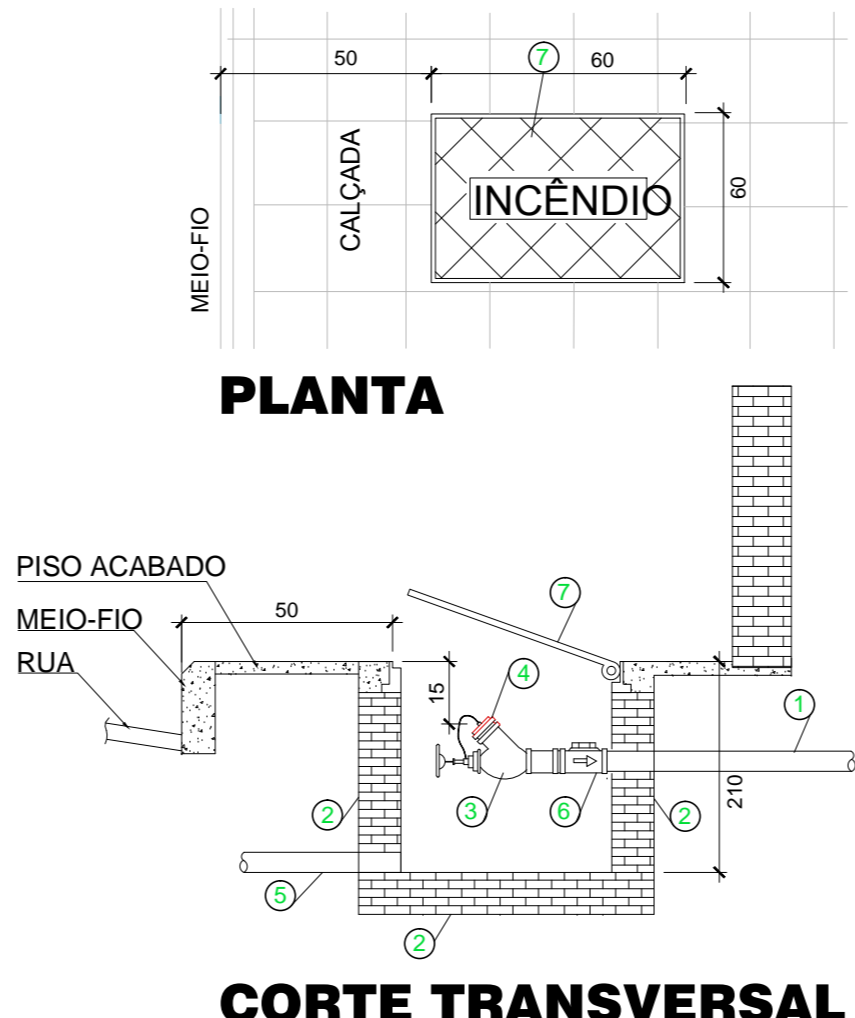 50
7
60
CALÇADA
INCÊNDIO
60
MEIO-FIO
PLANTA
PISO ACABADO
MEIO-FIO
50
RUA
7
15
4
1
210
2
3
6
2
5
2
CORTE TRANSVERSAL